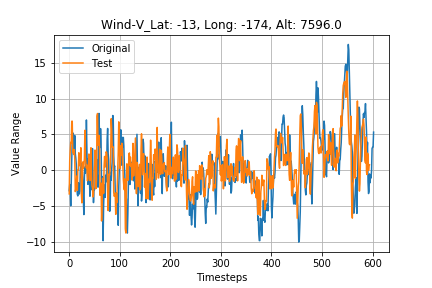 Wind-V_Lat: -13, Long: -174, Alt: 7596.0
Original
Test
Value Range
15
10
5
0
−5
−10
0 100 200 300 400 500 600
Timesteps